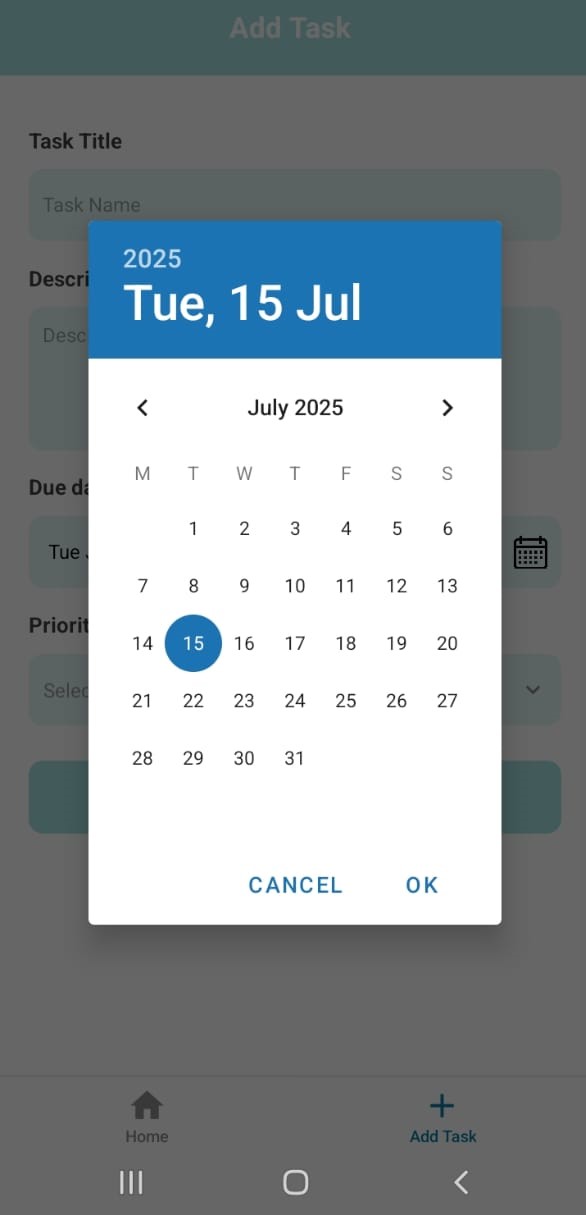 Add Task
Task Title
Task Name
Descri
Desc
Due da
Tue
Priorit
Selec
2025
Tue, 15 Jul
July 2025
M T W T F S S
1 2 3 4 5 6
7 8 9 10 11 12 13
14 15 16 17 18 19 20
21 22 23 24 25 26 27
28 29 30 31
CANCEL OK
Home Add Task